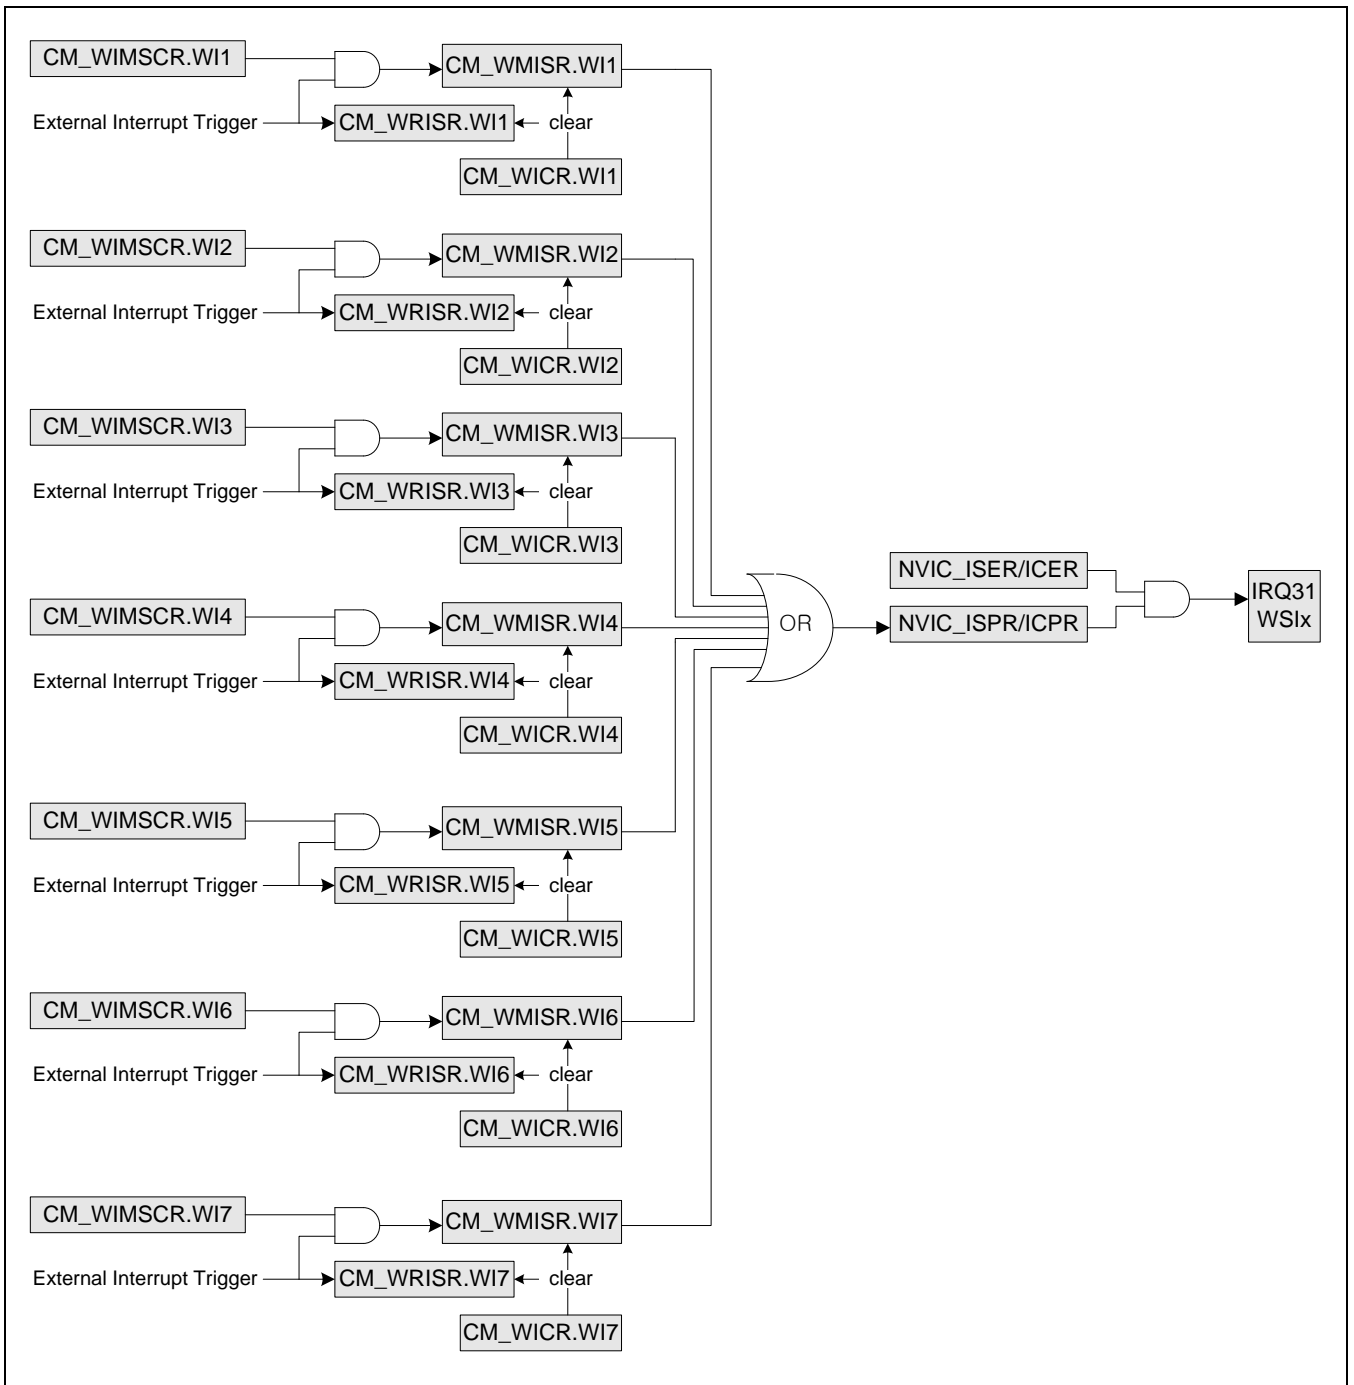 CM_WIMSCR.WI1
CM_WMISR.WI1
External Interrupt Trigger
CM_WRISR.WI1
clear
CM_WICR.WI1
CM_WIMSCR.WI2
CM_WMISR.WI2
External Interrupt Trigger
CM_WRISR.WI2
clear
CM_WICR.WI2
CM_WIMSCR.WI3
CM_WMISR.WI3
External Interrupt Trigger
CM_WRISR.WI3
clear
CM_WICR.WI3
CM_WIMSCR.WI4
CM_WMISR.WI4
External Interrupt Trigger
CM_WRISR.WI4
clear
CM_WICR.WI4
CM_WIMSCR.WI5
CM_WMISR.WI5
External Interrupt Trigger
CM_WRISR.WI5
clear
CM_WICR.WI5
CM_WIMSCR.WI6
CM_WMISR.WI6
External Interrupt Trigger
CM_WRISR.WI6
clear
CM_WICR.WI6
CM_WIMSCR.WI7
CM_WMISR.WI7
External Interrupt Trigger
CM_WRISR.WI7
clear
CM_WICR.WI7
OR
NVIC_ISER/ICER
NVIC_ISPR/ICPR
IRQ31
WSIx